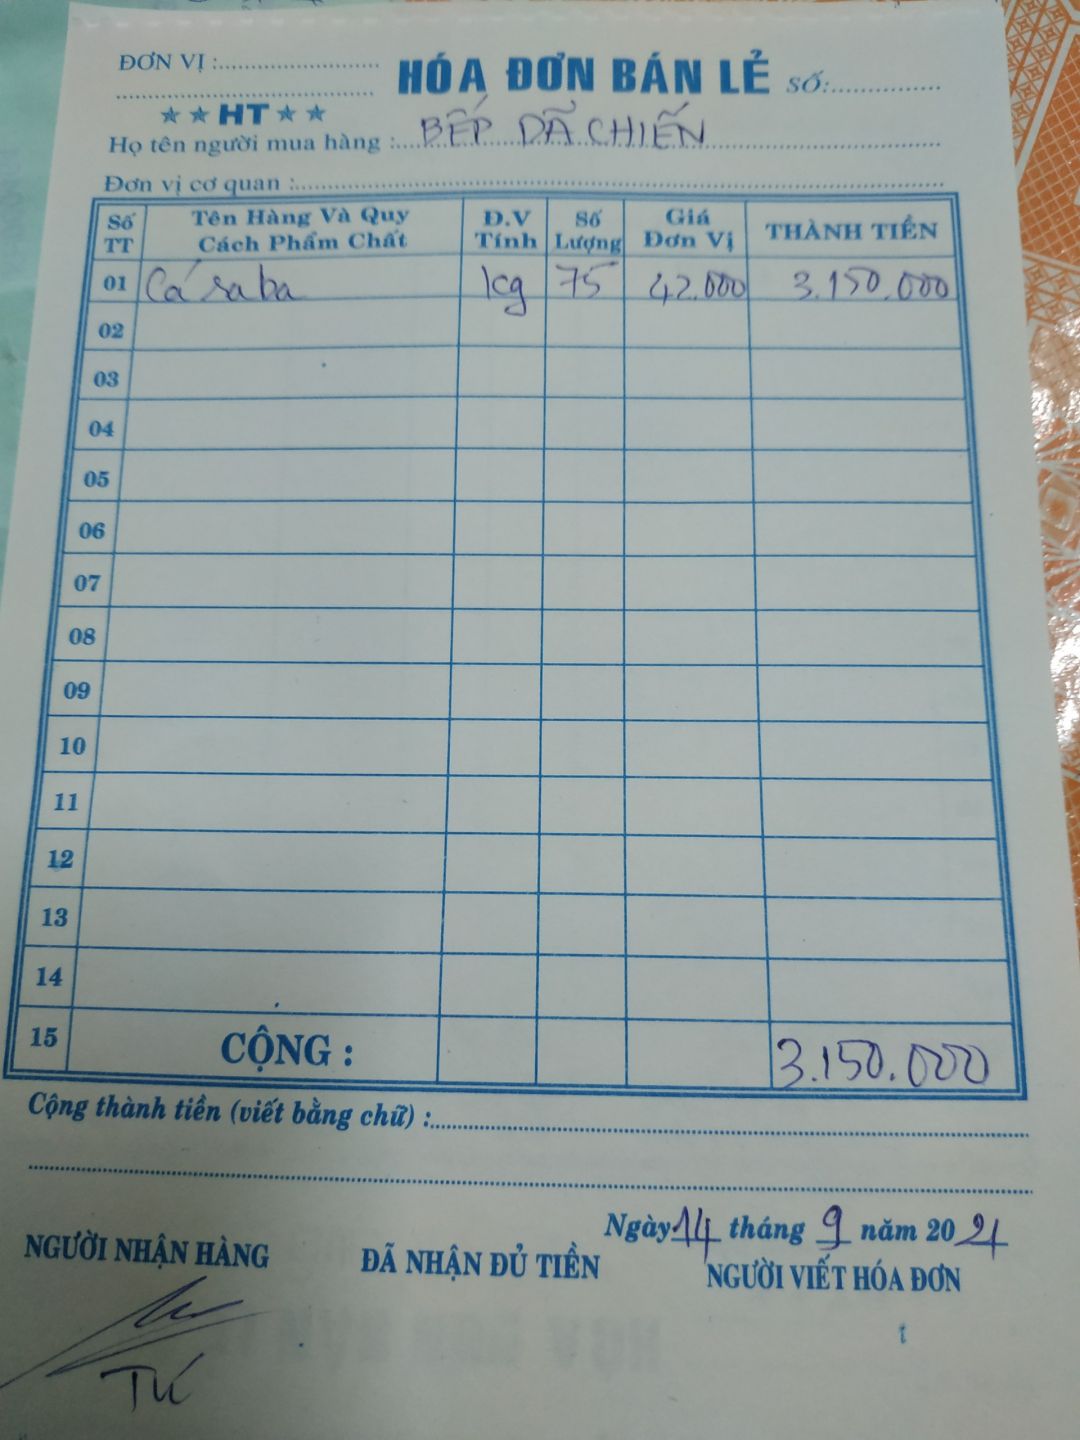 ĐƠN VỊ :
HÓA ĐƠN BÁN LẺ SỐ:
★ ★ HT ★ ★
Họ tên người mua hàng : BẾP DÃ CHIẾN
Đơn vị cơ quan :
Số TT Tên Hàng Và Quy Cách Phẩm Chất Đ.V Tính Số Lượng Giá Đơn Vị THÀNH TIỀN
01 Cá saba kg 75 42.000 3.150.000
02
03
04
05
06
07
08
09
10
11
12
13
14
15 CỘNG : 3.150.000
Cộng thành tiền (viết bằng chữ) :
Ngày 14 tháng 9 năm 2021
NGƯỜI NHẬN HÀNG ĐÃ NHẬN ĐỦ TIỀN NGƯỜI VIẾT HÓA ĐƠN
TÚ